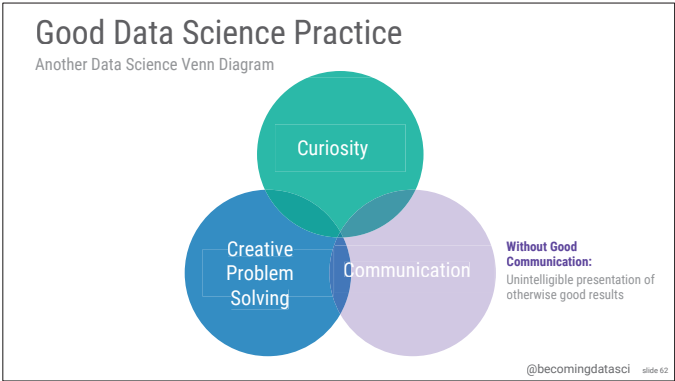 Good Data Science Practice
Another Data Science Venn Diagram
Curiosity
Creative
Problem
Solving
Communication
Without Good
Communication:
Unintelligible presentation of
otherwise good results
@becomingdatasci slide 62